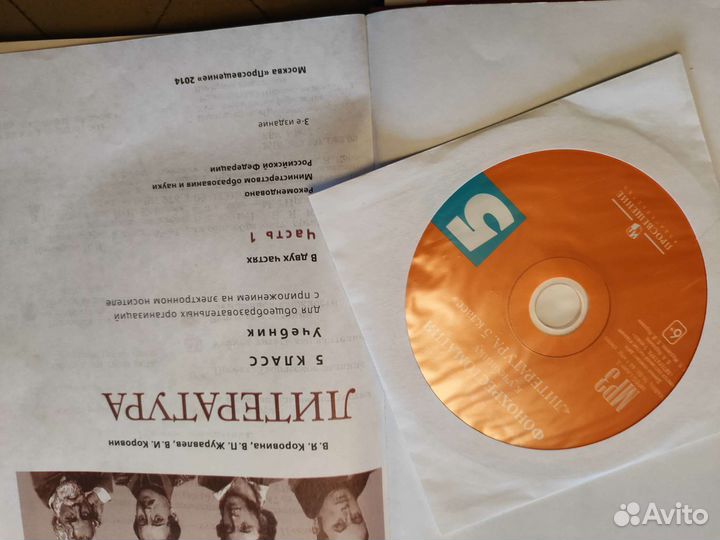 В. Я. Коровина, В. П. Журавлев, В. И. Коровин
ЛИТЕРАТУРА
5 КЛАСС
Учебник
для общеобразовательных организаций
с приложением на электронном носителе
В двух частях
Часть 1
Рекомендовано
Министерством образования и науки
Российской Федерации
3-е издание
Москва «Просвещение» 2014
5
ПРОСВЕЩЕНИЕ
ФОНОХРЕСТОМАТИЯ
«ЛИТЕРАТУРА. 5 класс»
MP3
6+
Avito